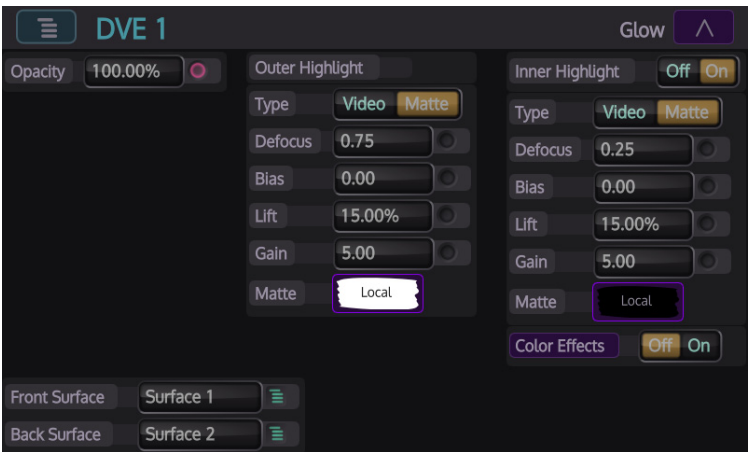 DVE 1
Glow
Opacity 100.00%
Outer Highlight
Type Video Matte
Defocus 0.75
Bias 0.00
Lift 15.00%
Gain 5.00
Matte Local
Inner Highlight Off On
Type Video Matte
Defocus 0.25
Bias 0.00
Lift 15.00%
Gain 5.00
Matte Local
Color Effects Off On
Front Surface Surface 1
Back Surface Surface 2